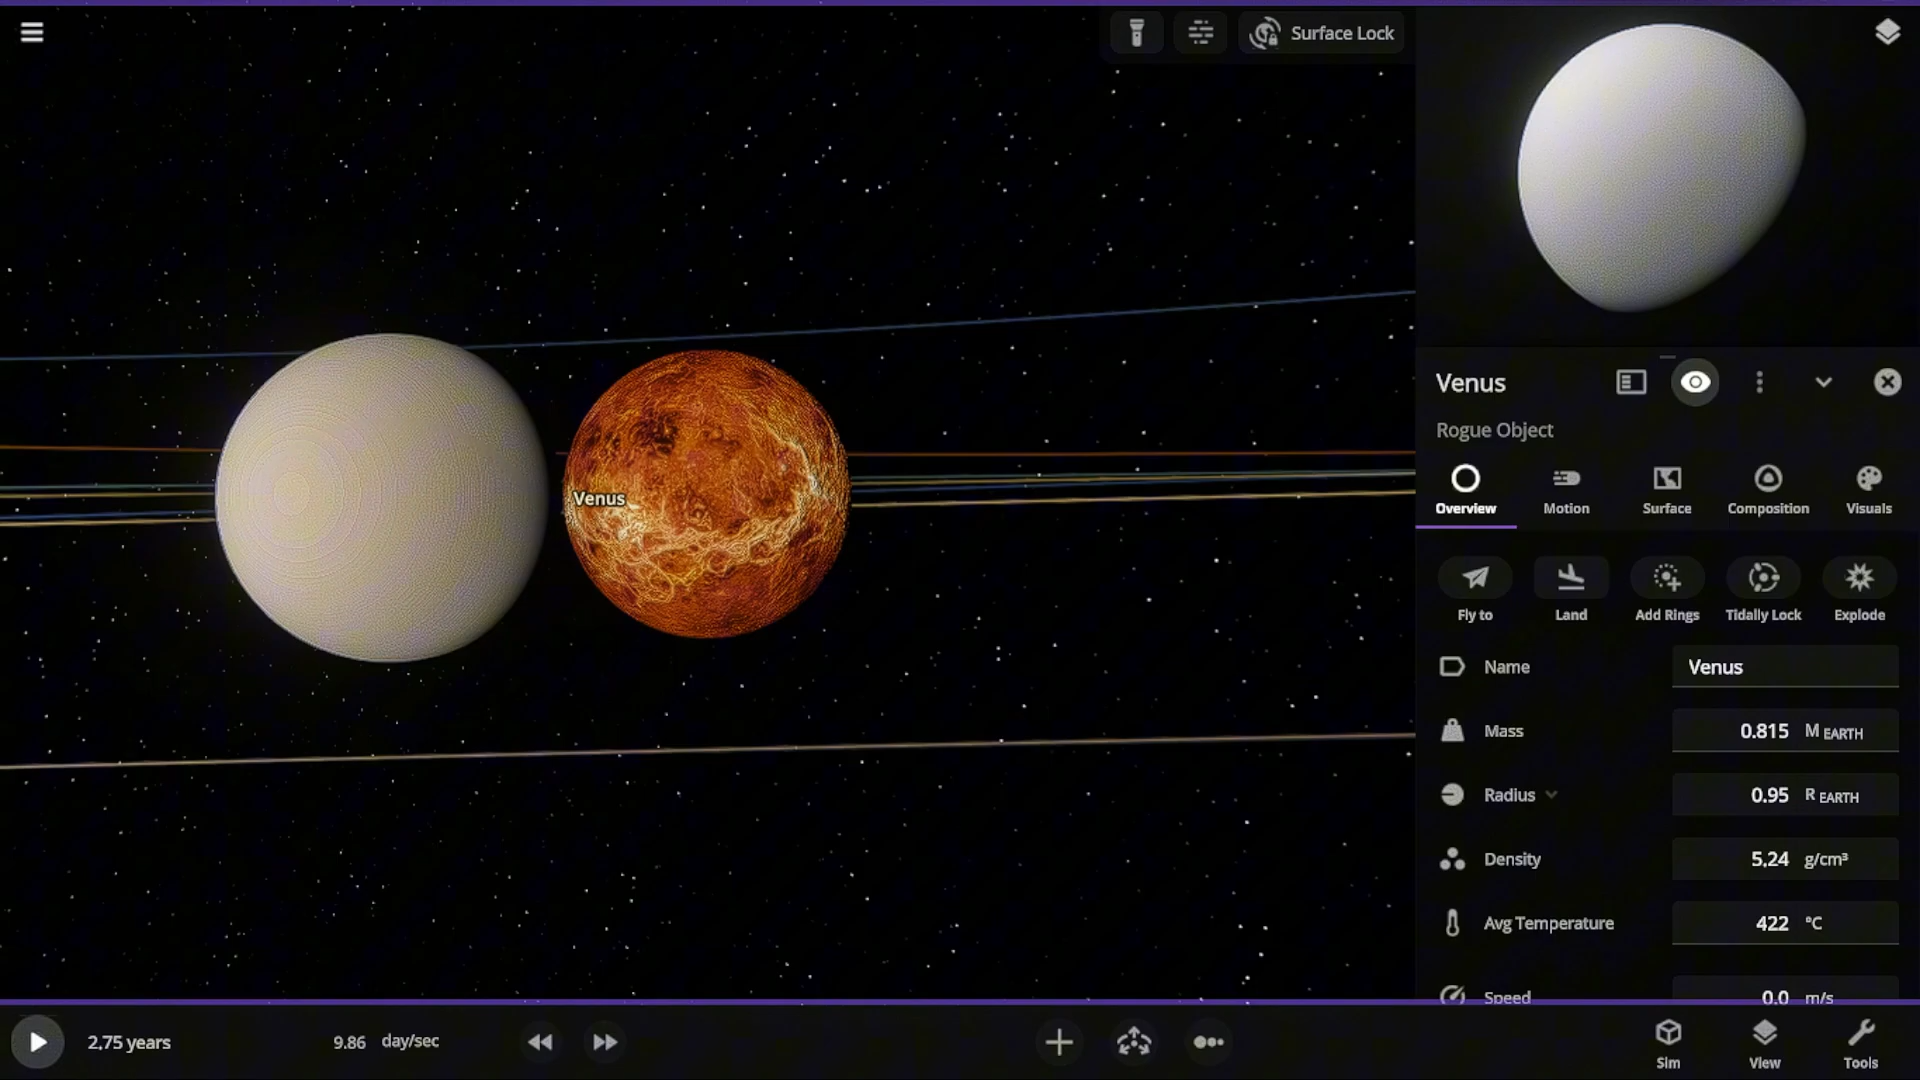 Surface Lock
Venus
Venus
Rogue Object
Overview Motion Surface Composition Visuals
Fly to Land Add Rings Tidally Lock Explode
Name Venus
Mass 0.815 M EARTH
Radius 0.95 R EARTH
Density 5.24 g/cm³
Avg Temperature 422 °C
Speed 0.0 m/s
2.75 years 9.86 day/sec
Sim View Tools